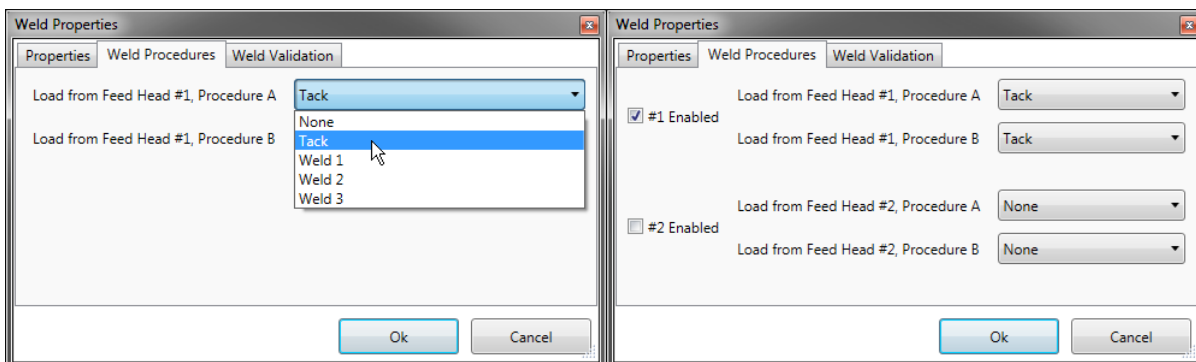 Weld Properties
Properties Weld Procedures Weld Validation
Load from Feed Head #1, Procedure A Tack
None
Tack
Load from Feed Head #1, Procedure B
Weld 1
Weld 2
Weld 3
Ok Cancel
Weld Properties
Properties Weld Procedures Weld Validation
#1 Enabled
Load from Feed Head #1, Procedure A Tack
Load from Feed Head #1, Procedure B Tack
#2 Enabled
Load from Feed Head #2, Procedure A None
Load from Feed Head #2, Procedure B None
Ok Cancel